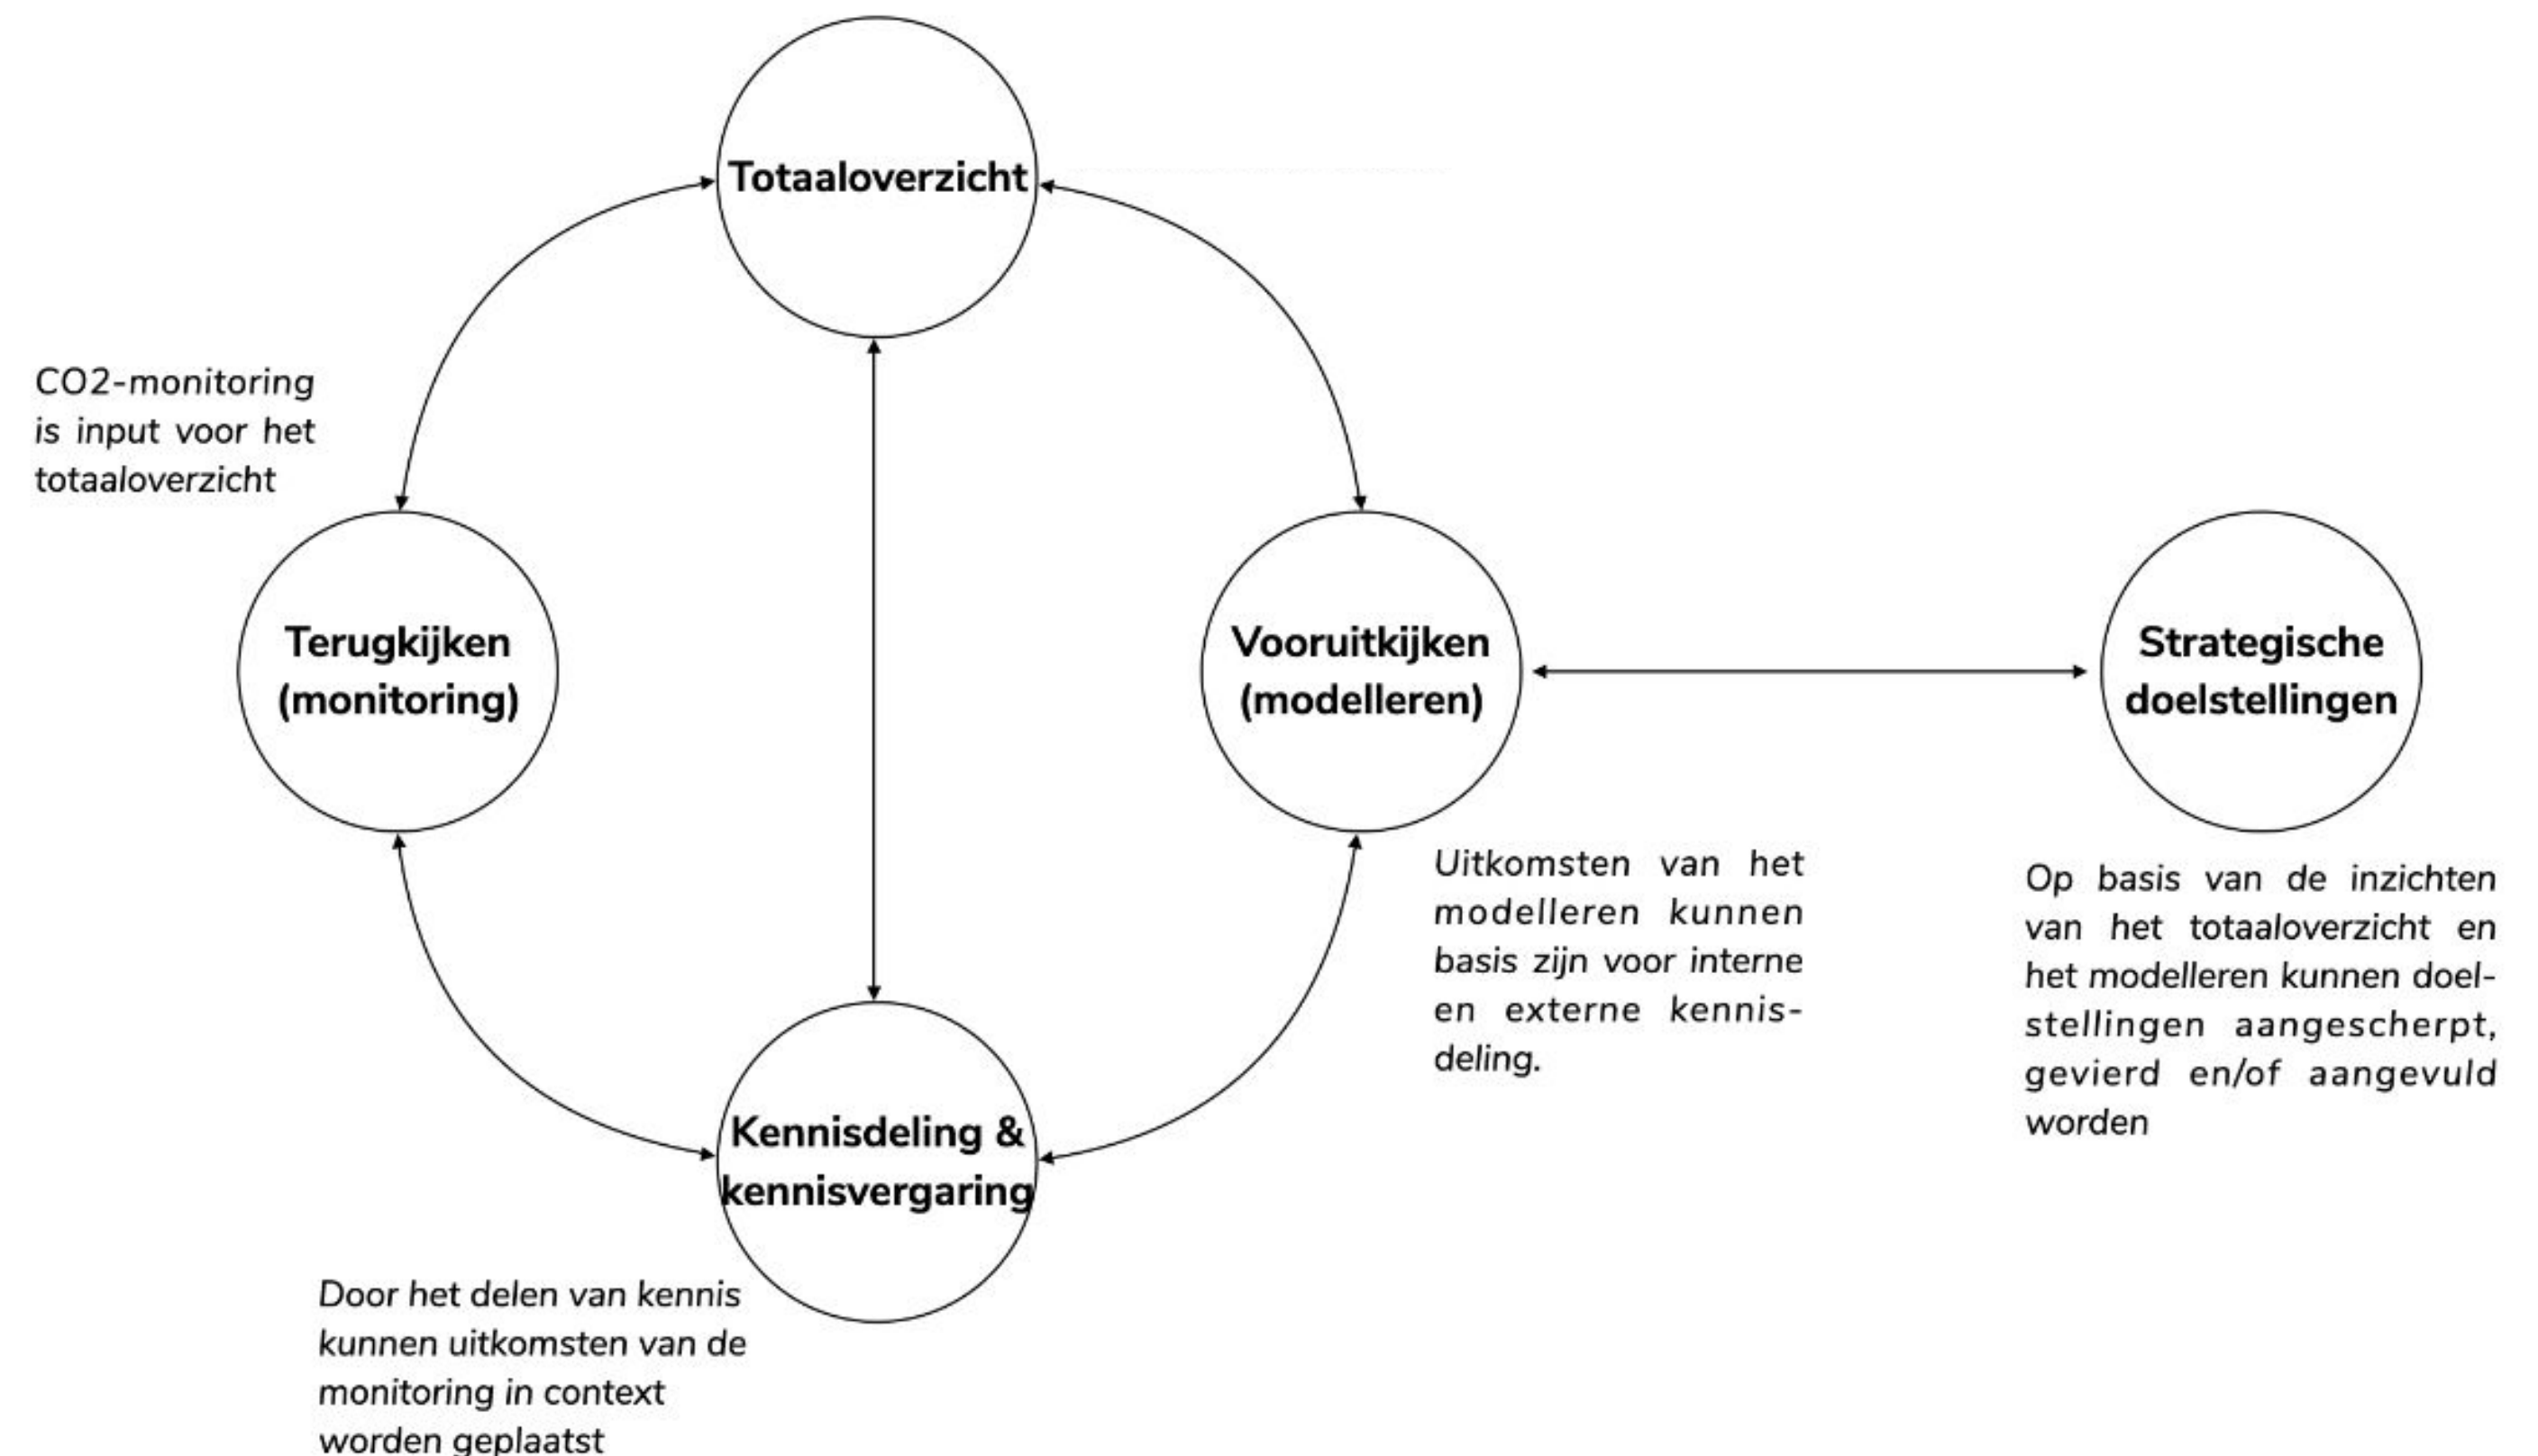 Totaaloverzicht
CO2-monitoring
is input voor het
totaaloverzicht
Terugkijken
(monitoring)
Vooruitkijken
(modelleren)
Strategische
doelstellingen
Uitkomsten van het
modelleren kunnen
basis zijn voor interne
en externe kennis-
deling.
Op basis van de inzichten
van het totaaloverzicht en
het modelleren kunnen doel-
stellingen aangescherpt,
gevierd en/of aangevuld
worden
Kennisdeling &
kennisvergaring
Door het delen van kennis
kunnen uitkomsten van de
monitoring in context
worden geplaatst